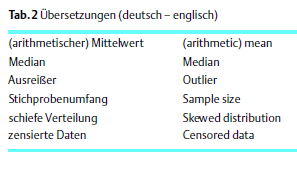 Tab. 2 Übersetzungen (deutsch – englisch)
(arithmetischer) Mittelwert (arithmetic) mean
Median Median
Ausreißer Outlier
Stichprobenumfang Sample size
schiefe Verteilung Skewed distribution
zensierte Daten Censored data